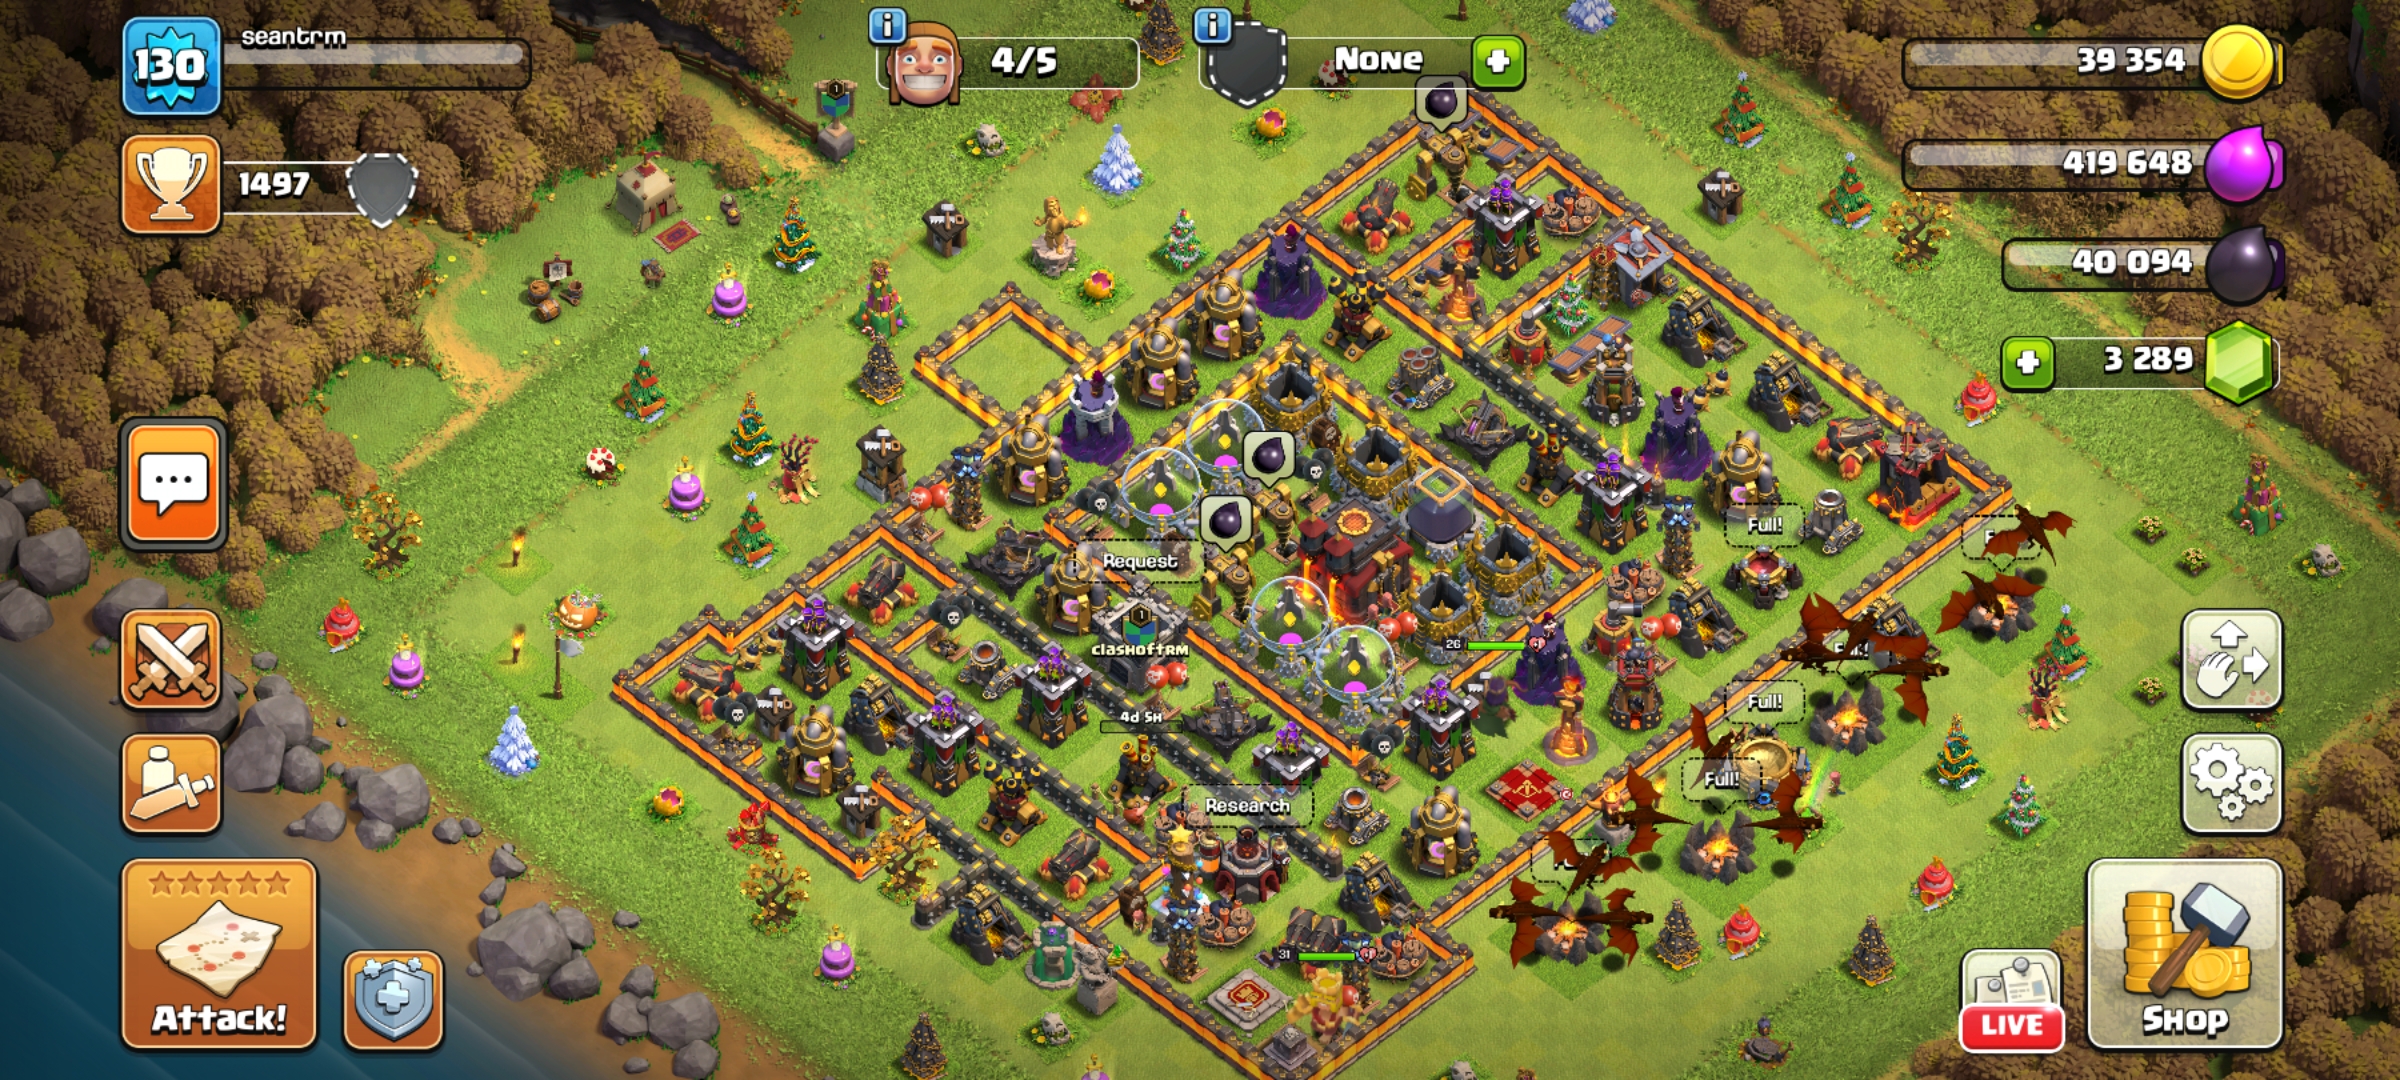 130
seantrm
i
4/5
i
None
39 354
1497
419 648
40 094
3 289
Full!
Request
clashoftrm
26
Full!
Full!
4d 5H
Full!
Research
31
Attack!
LIVE
Shop